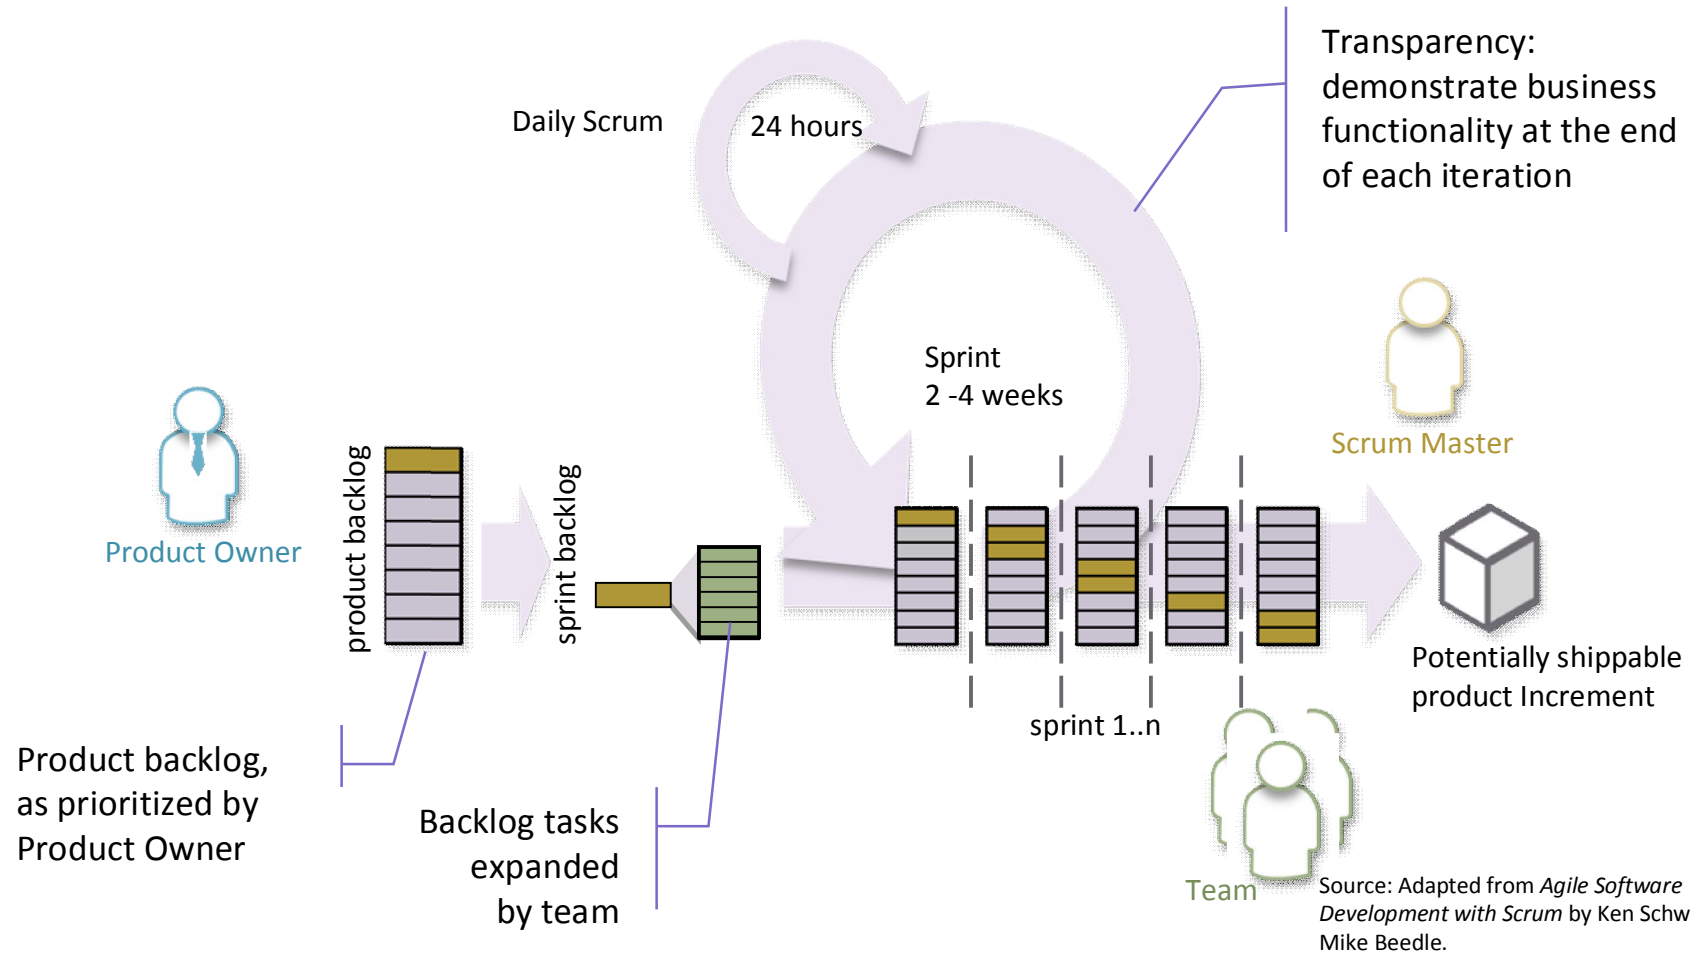 Transparency:
demonstrate business
functionality at the end
of each iteration
Daily Scrum
24 hours
Sprint
2 -4 weeks
Scrum Master
Product Owner
product backlog
sprint backlog
Potentially shippable
product Increment
sprint 1..n
Product backlog,
as prioritized by
Product Owner
Backlog tasks
expanded
by team
Team
Source: Adapted from Agile Software
Development with Scrum by Ken Schw
Mike Beedle.